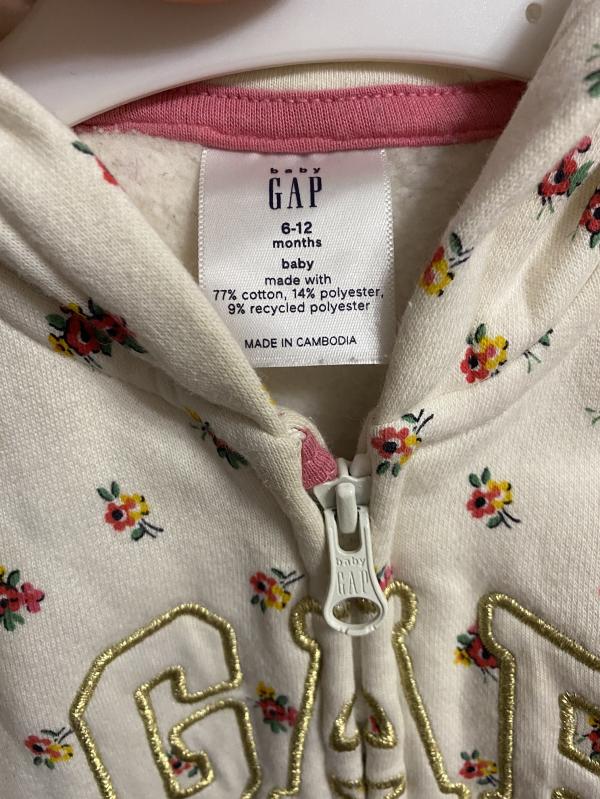 baby
GAP
6-12
months
baby
made with
77% cotton, 14% polyester,
9% recycled polyester
MADE IN CAMBODIA
baby
GAP
GAP